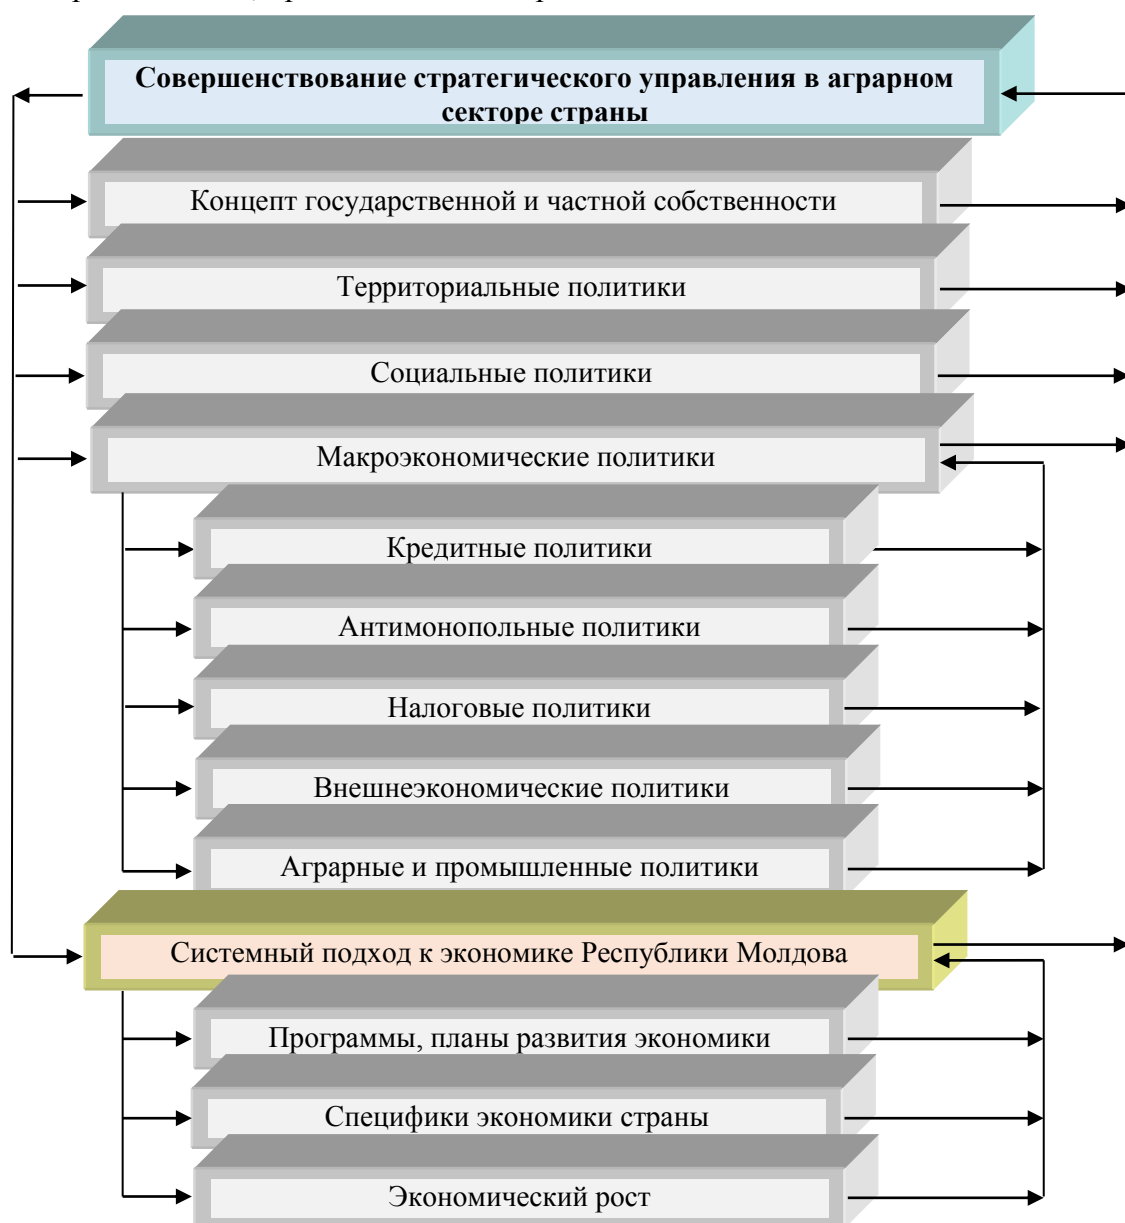 Совершенствование стратегического управления в аграрном
секторе страны
Концепт государственной и частной собственности
Территориальные политики
Социальные политики
Макроэкономические политики
Кредитные политики
Антимонопольные политики
Налоговые политики
Внешнеэкономические политики
Аграрные и промышленные политики
Системный подход к экономике Республики Молдова
Программы, планы развития экономики
Специфики экономики страны
Экономический рост